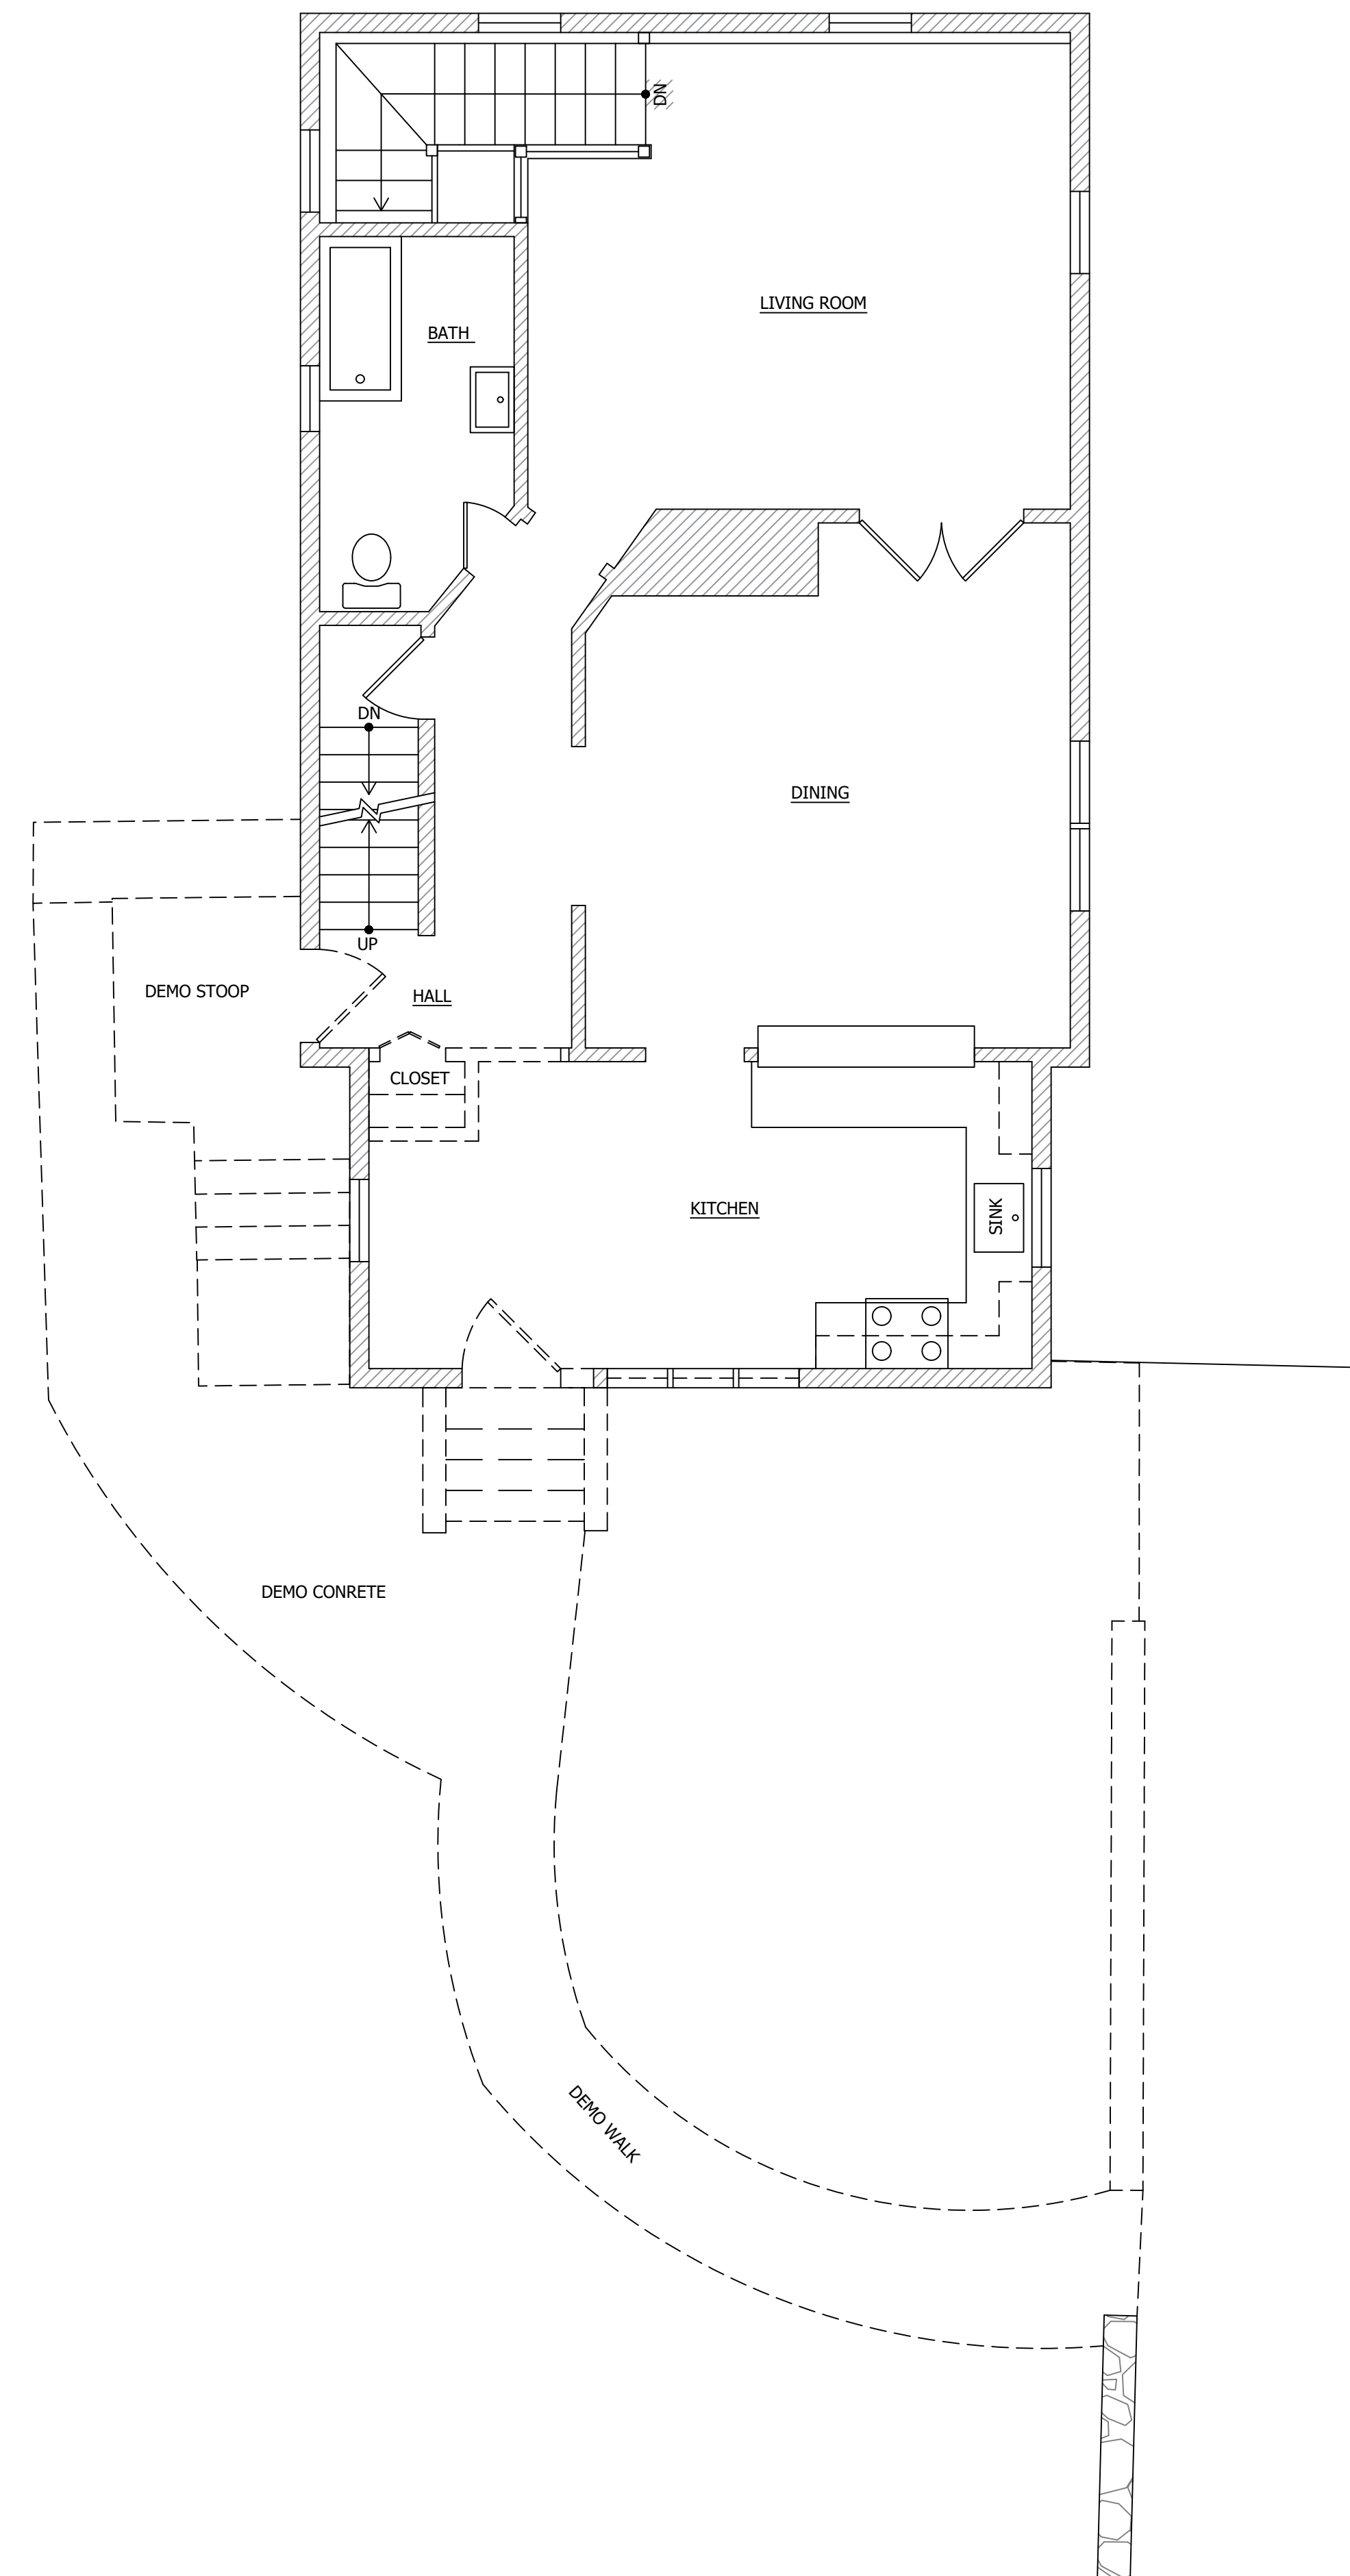 DN
LIVING ROOM
BATH
DN
DINING
UP
DEMO STOOP
HALL
CLOSET
KITCHEN
SINK
DEMO CONRETE
DEMO WALK